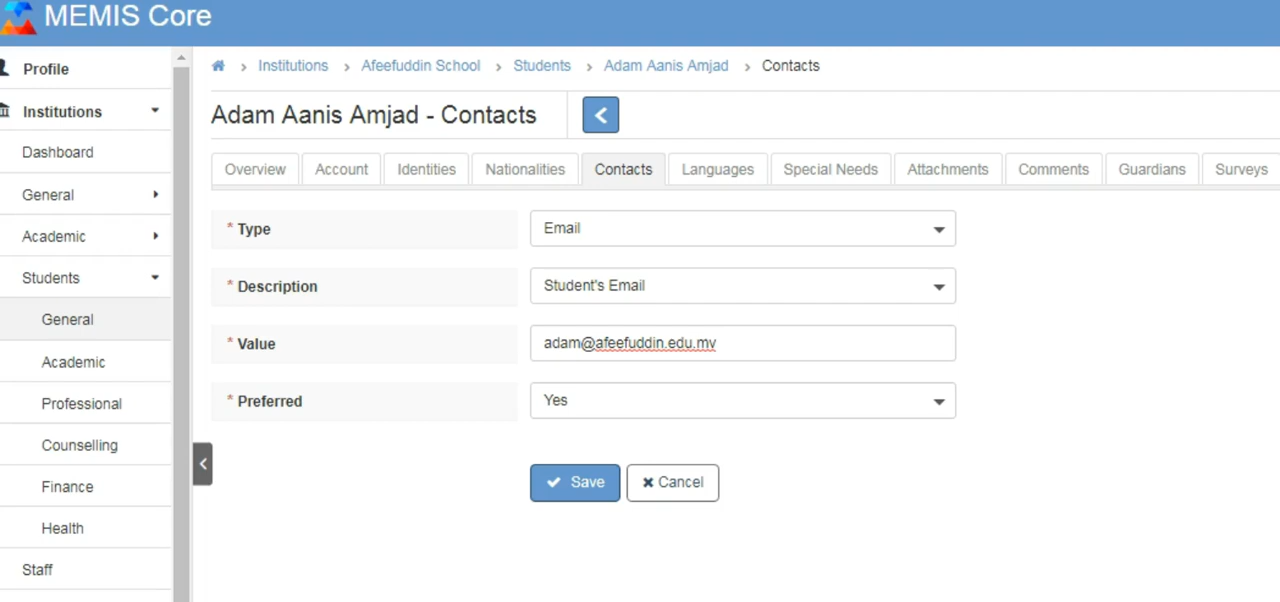 MEMIS Core
Profile
Institutions
Dashboard
General
Academic
Students
General
Academic
Professional
Counselling
Finance
Health
Staff
Institutions › Afeefuddin School › Students › Adam Aanis Amjad › Contacts
Adam Aanis Amjad - Contacts
Overview Account Identities Nationalities Contacts Languages Special Needs Attachments Comments Guardians Surveys
* Type Email
* Description Student's Email
* Value adam@afeefuddin.edu.mv
* Preferred Yes
Save Cancel